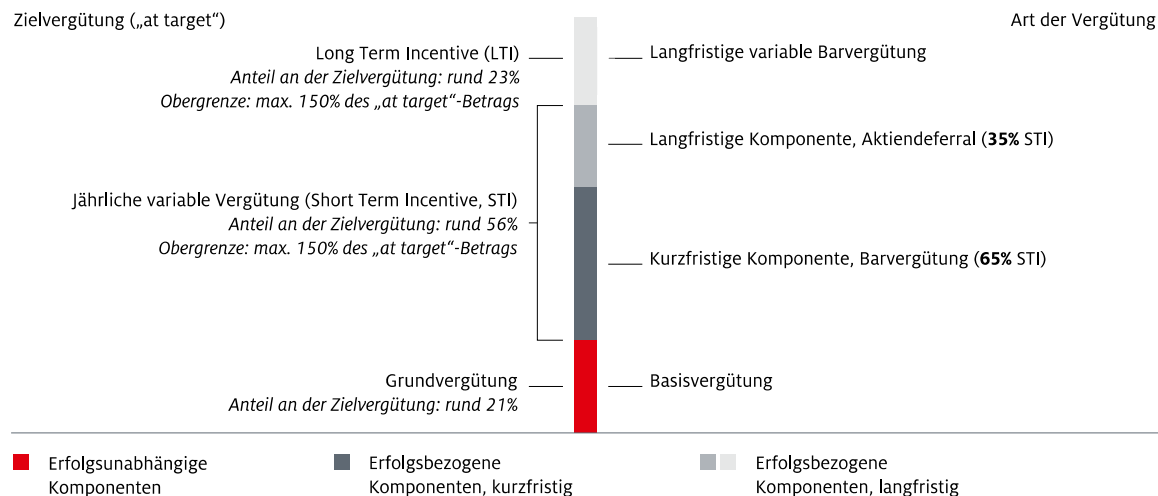 Zielvergütung („at target“)
Art der Vergütung
Long Term Incentive (LTI)
Anteil an der Zielvergütung: rund 23%
Obergrenze: max. 150% des „at target“-Betrags
Langfristige variable Barvergütung
Langfristige Komponente, Aktiendeferral (35% STI)
Jährliche variable Vergütung (Short Term Incentive, STI)
Anteil an der Zielvergütung: rund 56%
Obergrenze: max. 150% des „at target“-Betrags
Kurzfristige Komponente, Barvergütung (65% STI)
Grundvergütung
Anteil an der Zielvergütung: rund 21%
Basisvergütung
Erfolgsunabhängige
Komponenten
Erfolgsbezogene
Komponenten, kurzfristig
Erfolgsbezogene
Komponenten, langfristig